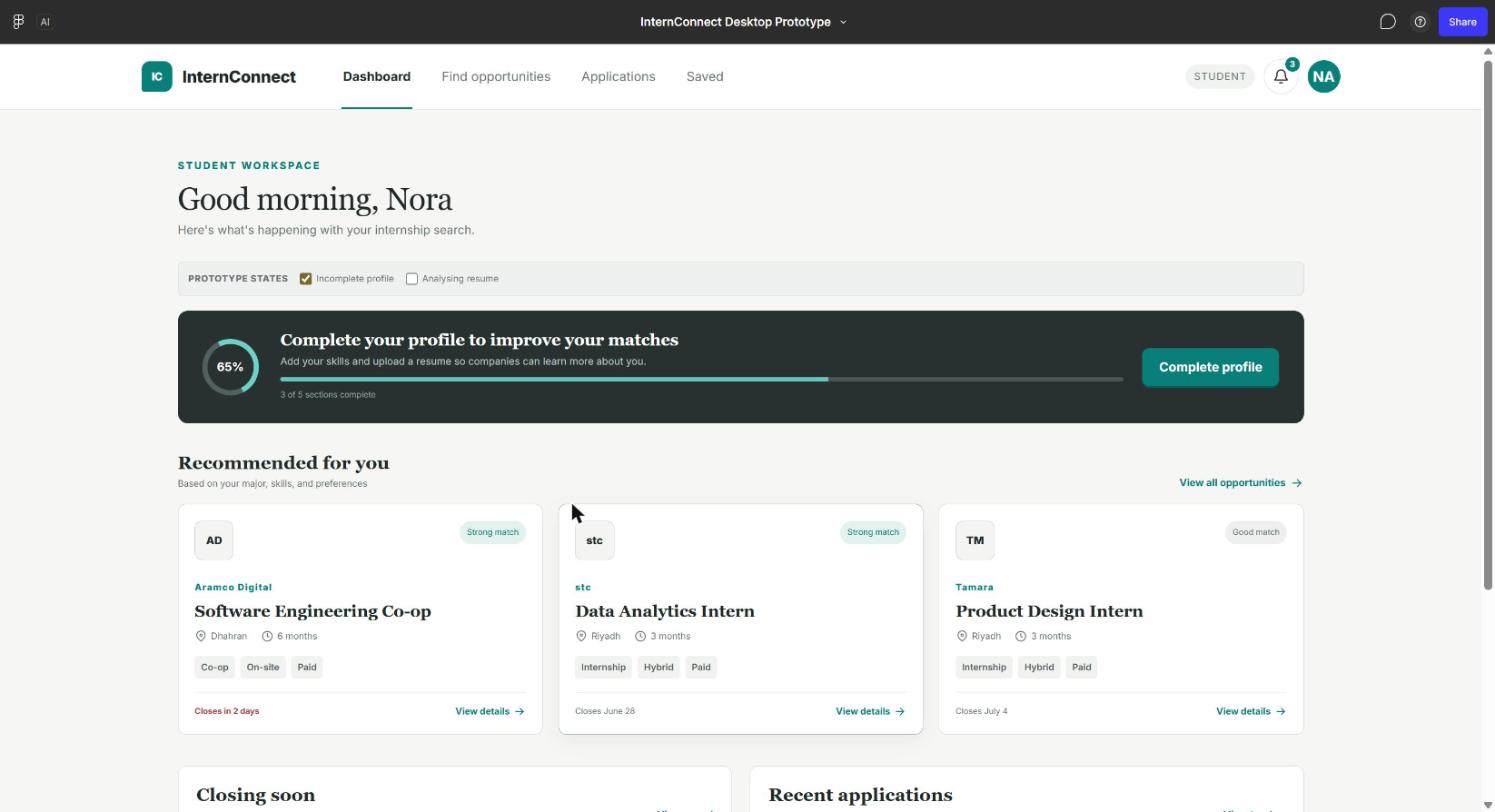 AI
InternConnect Desktop Prototype
Share
IC InternConnect
Dashboard
Find opportunities
Applications
Saved
STUDENT
3
NA
STUDENT WORKSPACE
Good morning, Nora
Here's what's happening with your internship search.
PROTOTYPE STATES
Incomplete profile
Analysing resume
65%
Complete your profile to improve your matches
Add your skills and upload a resume so companies can learn more about you.
3 of 5 sections complete
Complete profile
Recommended for you
Based on your major, skills, and preferences
View all opportunities
AD
Strong match
Aramco Digital
Software Engineering Co-op
Dhahran
6 months
Co-op
On-site
Paid
Closes in 2 days
View details
stc
Strong match
stc
Data Analytics Intern
Riyadh
3 months
Internship
Hybrid
Paid
Closes June 28
View details
TM
Good match
Tamara
Product Design Intern
Riyadh
3 months
Internship
Hybrid
Paid
Closes July 4
View details
Closing soon
Recent applications